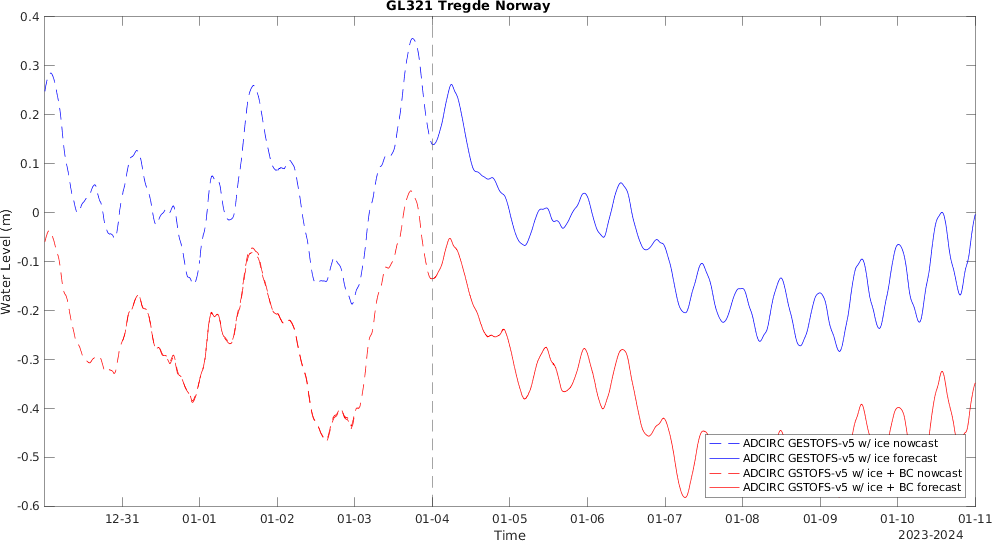 GL321 Tregde Norway
0.4
0.3
0.2
0.1
0
-0.1
-0.2
-0.3
-0.4
-0.5
-0.6
Water Level (m)
12-31 01-01 01-02 01-03 01-04 01-05 01-06 01-07 01-08 01-09 01-10 01-11
Time
2023-2024
ADCIRC GESTOFS-v5 w/ ice nowcast
ADCIRC GESTOFS-v5 w/ ice forecast
ADCIRC GSTOFS-v5 w/ ice + BC nowcast
ADCIRC GSTOFS-v5 w/ ice + BC forecast